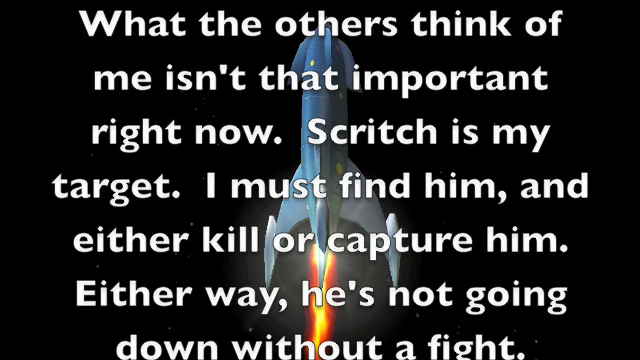 What the others think of
me isn't that important
right now.  Scritch is my
target.  I must find him, and
either kill or capture him.
Either way, he's not going
down without a fight.